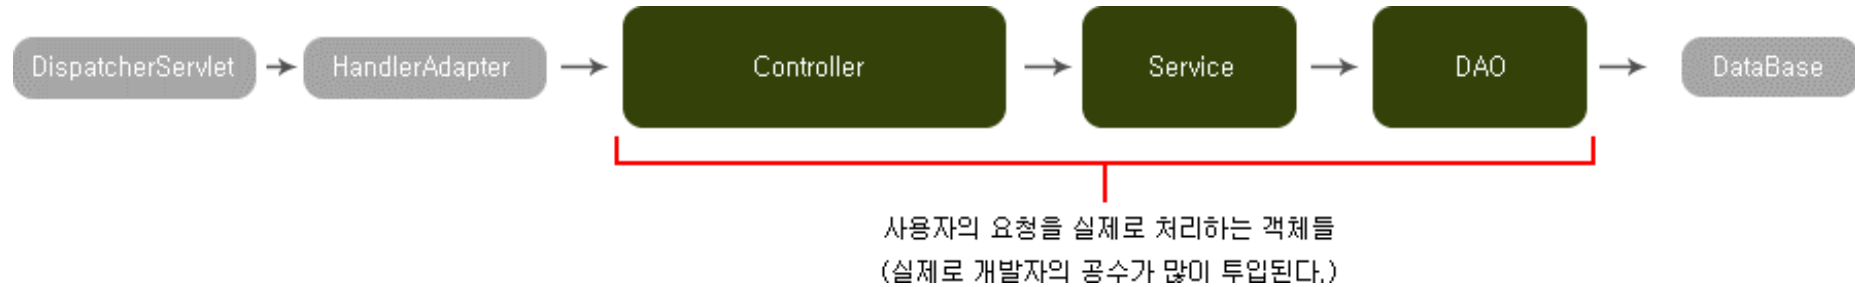 DispatcherServlet
HandlerAdapter
Controller
Service
DAO
DataBase
사용자의 요청을 실제로 처리하는 객체들
(실제로 개발자의 공수가 많이 투입된다.)